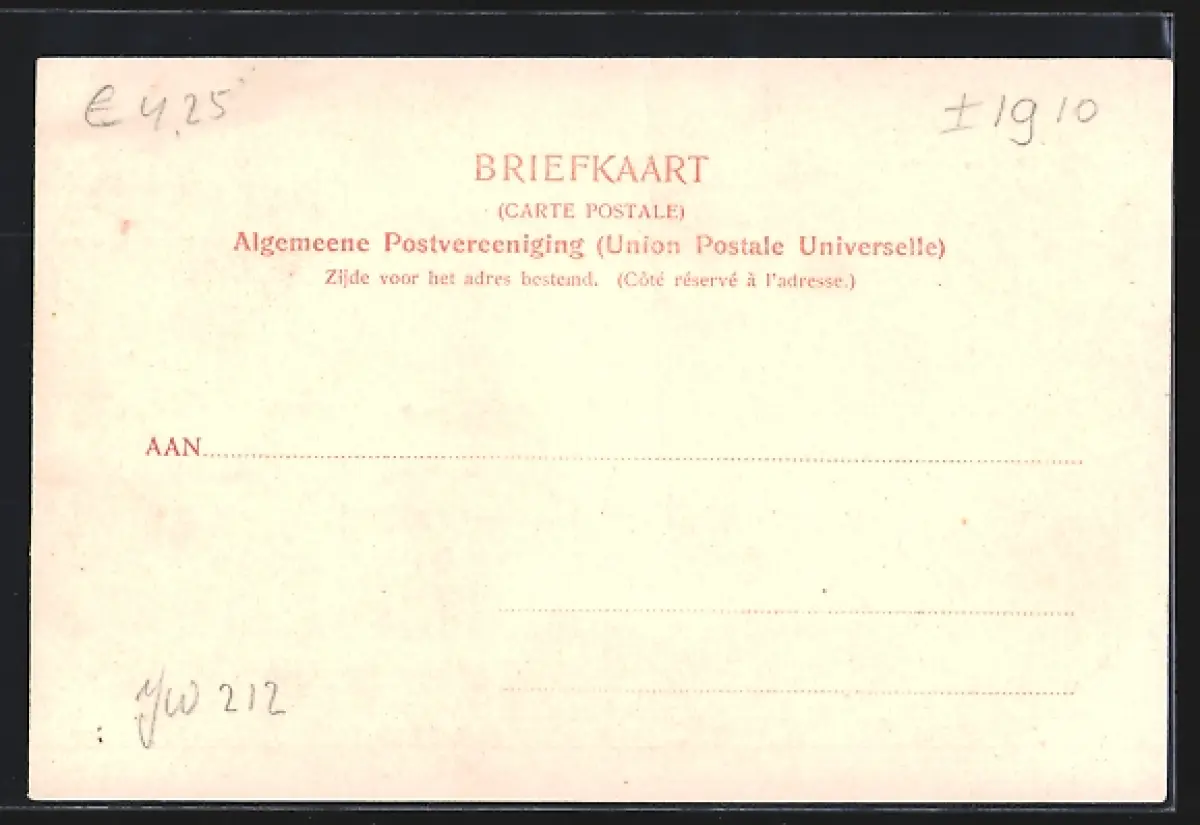 € 4,25
± 1910
BRIEFKAART
(CARTE POSTALE)
Algemeene Postvereeniging (Union Postale Universelle)
Zijde voor het adres bestemd. (Côté réservé à l'adresse.)
AAN
212